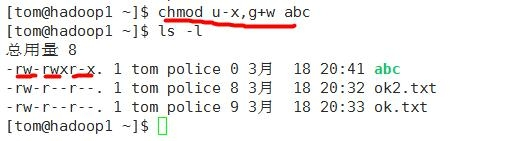 [tom@hadoop1 ~]$ chmod u-x,g+w abc
[tom@hadoop1 ~]$ ls -l
总用量 8
-rw-rwxr-x. 1 tom police 0 3月  18 20:41 abc
-rw-r--r--. 1 tom police 8 3月  18 20:32 ok2.txt
-rw-r--r--. 1 tom police 9 3月  18 20:33 ok.txt
[tom@hadoop1 ~]$